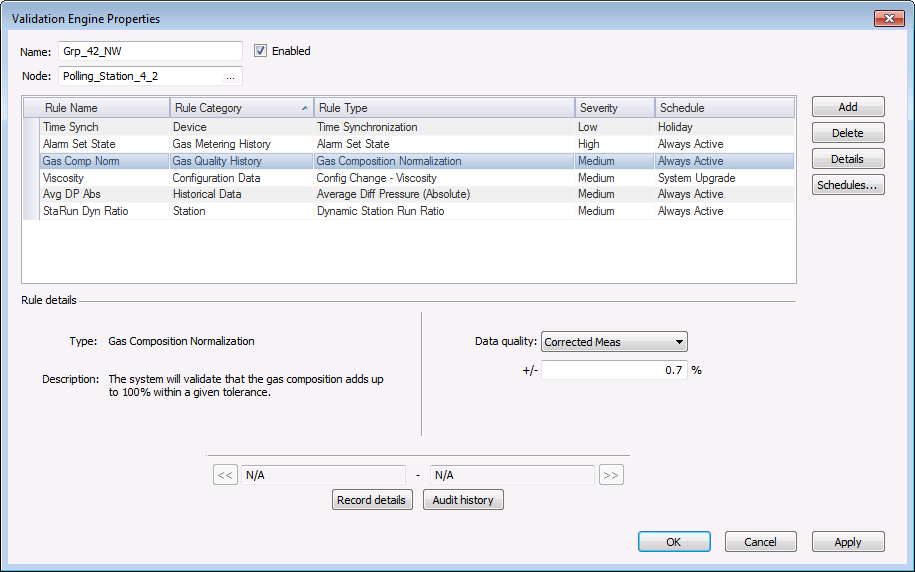 Validation Engine Properties
Name: Grp_42_NW Enabled
Node: Polling_Station_4_2 ...
Rule Name Rule Category Rule Type Severity Schedule
Time Synch Device Time Synchronization Low Holiday
Alarm Set State Gas Metering History Alarm Set State High Always Active
Gas Comp Norm Gas Quality History Gas Composition Normalization Medium Always Active
Viscosity Configuration Data Config Change - Viscosity Medium System Upgrade
Avg DP Abs Historical Data Average Diff Pressure (Absolute) Medium Always Active
StaRun Dyn Ratio Station Dynamic Station Run Ratio Medium Always Active
Add
Delete
Details
Schedules...
Rule details
Type: Gas Composition Normalization
Description: The system will validate that the gas composition adds up
to 100% within a given tolerance.
Data quality: Corrected Meas
+/- 0.7 %
<< N/A - N/A >>
Record details Audit history
OK Cancel Apply